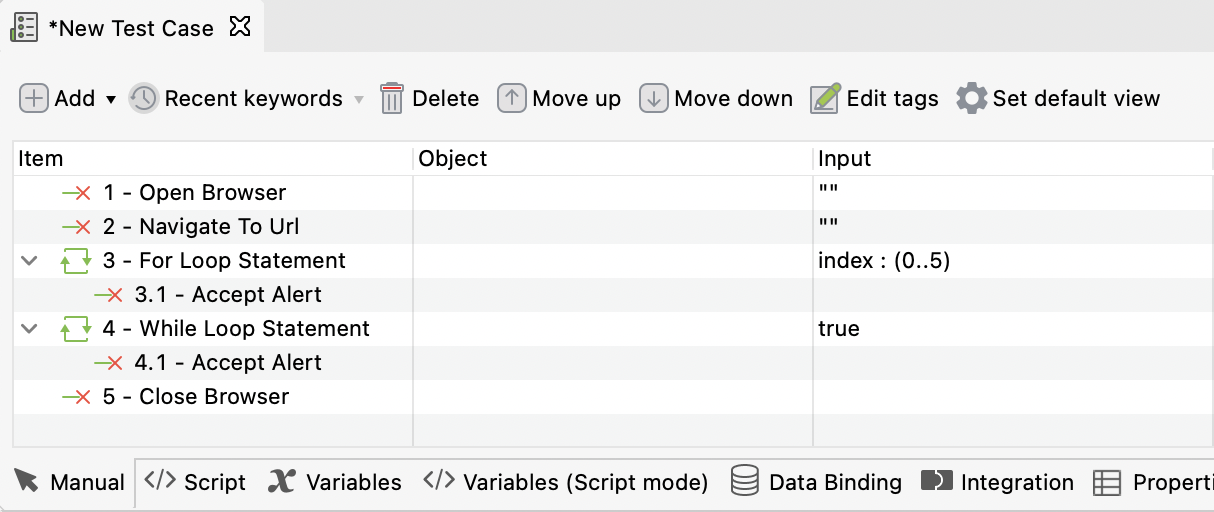 *New Test Case
Add Recent keywords Delete Move up Move down Edit tags Set default view
Item Object Input
1 - Open Browser ""
2 - Navigate To Url ""
3 - For Loop Statement index : (0..5)
3.1 - Accept Alert
4 - While Loop Statement true
4.1 - Accept Alert
5 - Close Browser
Manual </> Script x Variables </> Variables (Script mode) Data Binding Integration Properti